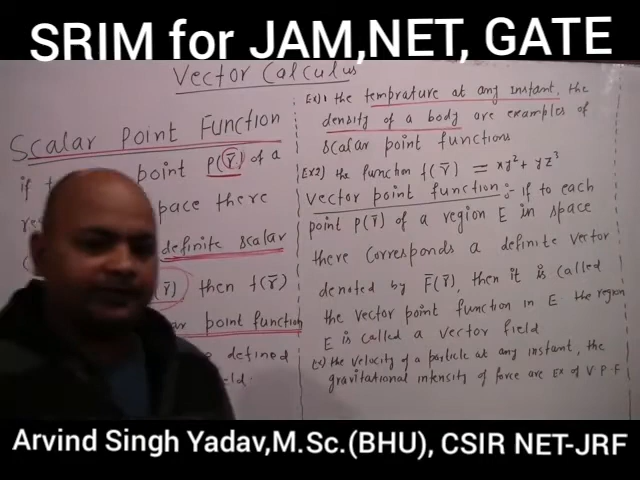 SRIM for JAM,NET, GATE
Vector Calculus
Scalar Point Function
if point P(r̅) of a
space there
definite scalar
(r̅) then f(r̅)
point function
defined
Ex)1 the temprature at any instant, the
density of a body are examples of
scalar point functions
Ex2) the function f(r̅) = xy²+ yz³
Vector point function :- if to each
point P(r̅) of a region E in space
there corresponds a definite vector
denoted by F̅(r̅), then it is called
the vector point function in E. the region
E is called a vector field
the velocity of a particle at any instant, the
gravitational intensity of force are Ex of V.P.F
Arvind Singh Yadav,M.Sc.(BHU), CSIR NET-JRF